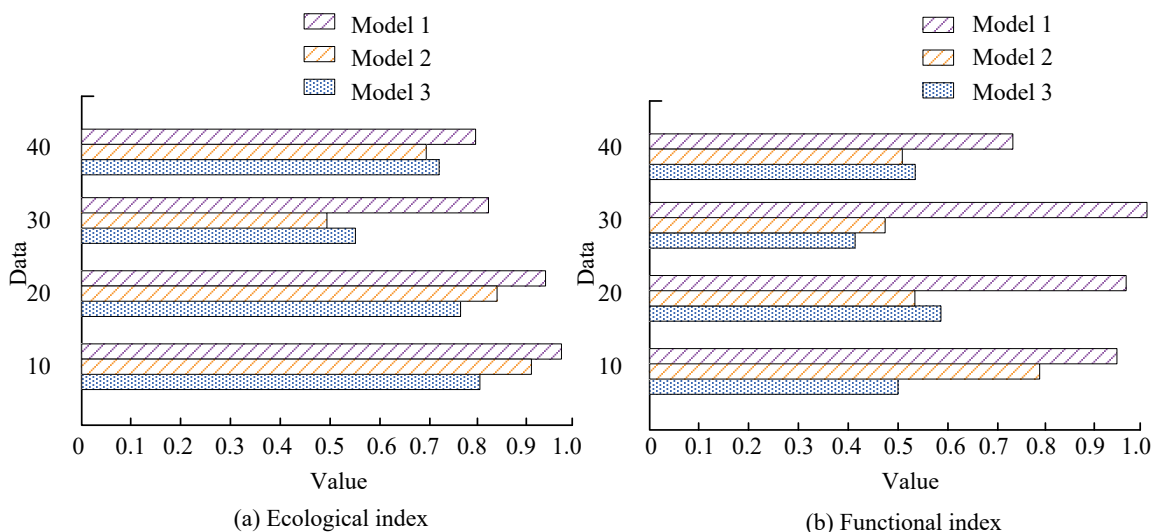 Model 1
Model 2
Model 3
40
30
20
10
Data
0 0.1 0.2 0.3 0.4 0.5 0.6 0.7 0.8 0.9 1.0
Value
(a) Ecological index
Model 1
Model 2
Model 3
40
30
20
10
Data
0 0.1 0.2 0.3 0.4 0.5 0.6 0.7 0.8 0.9 1.0
Value
(b) Functional index